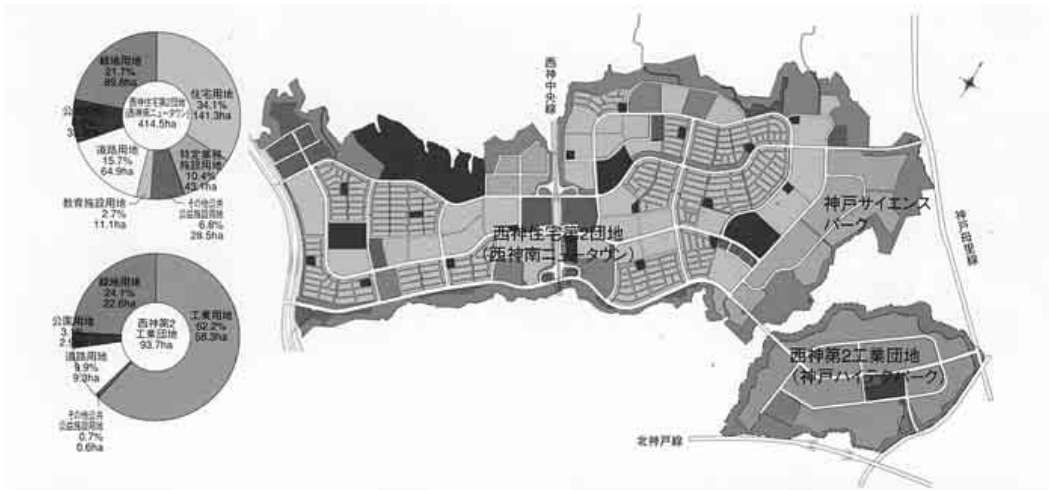 緑地用地
21.7%
89.8ha
住宅用地
34.1%
141.3ha
西神住宅第2団地
(西神南ニュータウン)
414.5ha
道路用地
15.7%
64.9ha
特定業務
施設用地
10.4%
43.1ha
教育施設用地
2.7%
11.1ha
その他公共
公益施設用地
6.8%
28.5ha
緑地用地
24.1%
22.6ha
工業用地
62.2%
58.3ha
西神第2
工業団地
93.7ha
公園用地
道路用地
9.9%
9.3ha
その他公共
公益施設用地
0.7%
0.6ha
西神中央線
西神住宅第2団地
(西神南ニュータウン)
神戸サイエンス
パーク
神戸母里線
西神第2工業団地
(神戸ハイテクパーク)
北神戸線